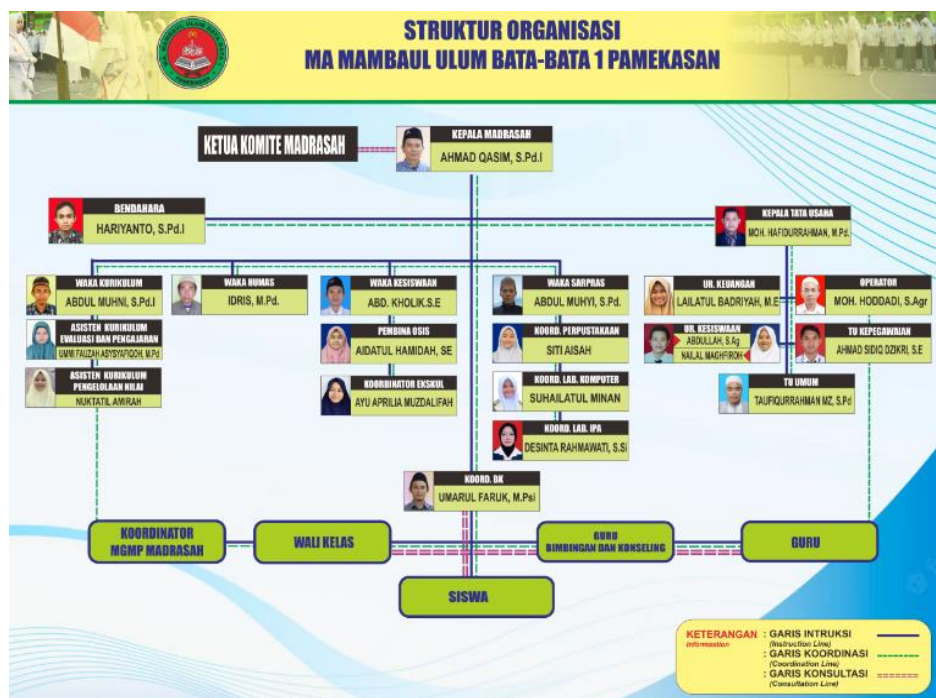 STRUKTUR ORGANISASI
MA MAMBAUL ULUM BATA-BATA 1 PAMEKASAN
MA MAMBAUL ULUM BATA-BATA
PAMEKASAN
KETUA KOMITE MADRASAH
KEPALA MADRASAH
AHMAD QASIM, S.Pd.I
BENDAHARA
HARIYANTO, S.Pd.I
KEPALA TATA USAHA
MOH. HAFIDURRAHMAN, M.Pd.
WAKA KURIKULUM
ABDUL MUHNI, S.Pd.I
ASISTEN KURIKULUM
EVALUASI DAN PENGAJARAN
UMMI FAUZAH ASYSYAFIQOH, M.Pd
ASISTEN KURIKULUM
PENGELOLAAN NILAI
NUKTATIL AMIRAH
WAKA HUMAS
IDRIS, M.Pd.
WAKA KESISWAAN
ABD. KHOLIK.S.E
PEMBINA OSIS
AIDATUL HAMIDAH, SE
KOORDINATOR EKSKUL
AYU APRILIA MUZDALIFAH
WAKA SARPRAS
ABDUL MUHYI, S.Pd.
KOORD. PERPUSTAKAAN
SITI AISAH
KOORD. LAB. KOMPUTER
SUHAILATUL MINAN
KOORD. LAB. IPA
DESINTA RAHMAWATI, S.Si
UR. KEUANGAN
LAILATUL BADRIYAH, M.E
OPERATOR
MOH. HODDADI, S.Agr
UR. KESISWAAN
ABDULLAH, S.Ag
NAILAL MAGHFIROH
TU KEPEGAWAIAN
AHMAD SIDIQ DZIKRI, S.E
TU UMUM
TAUFIQURRAHMAN MZ, S.Pd
KOORD. BK
UMARUL FARUK, M.Psi
KOORDINATOR
MGMP MADRASAH
WALI KELAS
GURU
BIMBINGAN DAN KONSELING
GURU
SISWA
KETERANGAN : GARIS INTRUKSI
Information (Instruction Line)
: GARIS KOORDINASI
(Coordination Line)
: GARIS KONSULTASI
(Consultation Line)